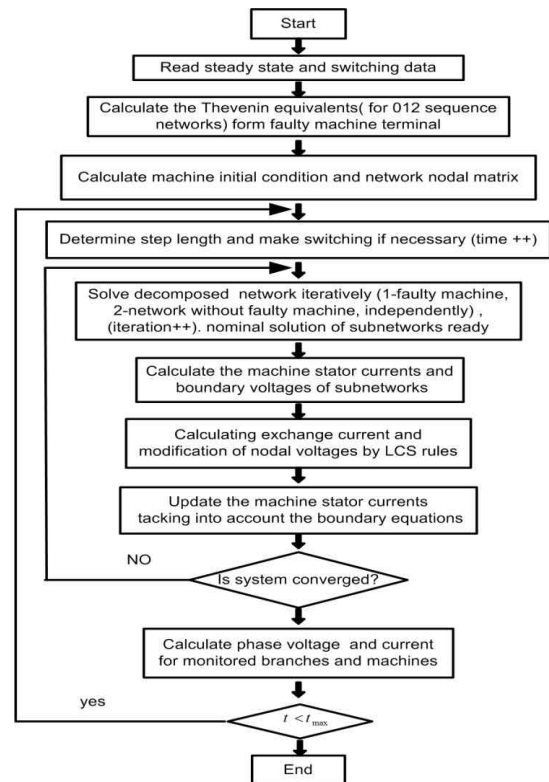 Start
Read steady state and switching data
Calculate the Thevenin equivalents( for 012 sequence
networks) form faulty machine terminal
Calculate machine initial condition and network nodal matrix
Determine step length and make switching if necessary (time ++)
Solve decomposed network iteratively (1-faulty machine,
2-network without faulty machine, independently) ,
(iteration++). nominal solution of subnetworks ready
Calculate the machine stator currents and
boundary voltages of subnetworks
Calculating exchange current and
modification of nodal voltages by LCS rules
Update the machine stator currents
tacking into account the boundary equations
NO
Is system converged?
Calculate phase voltage and current
for monitored branches and machines
yes
t < t max
End